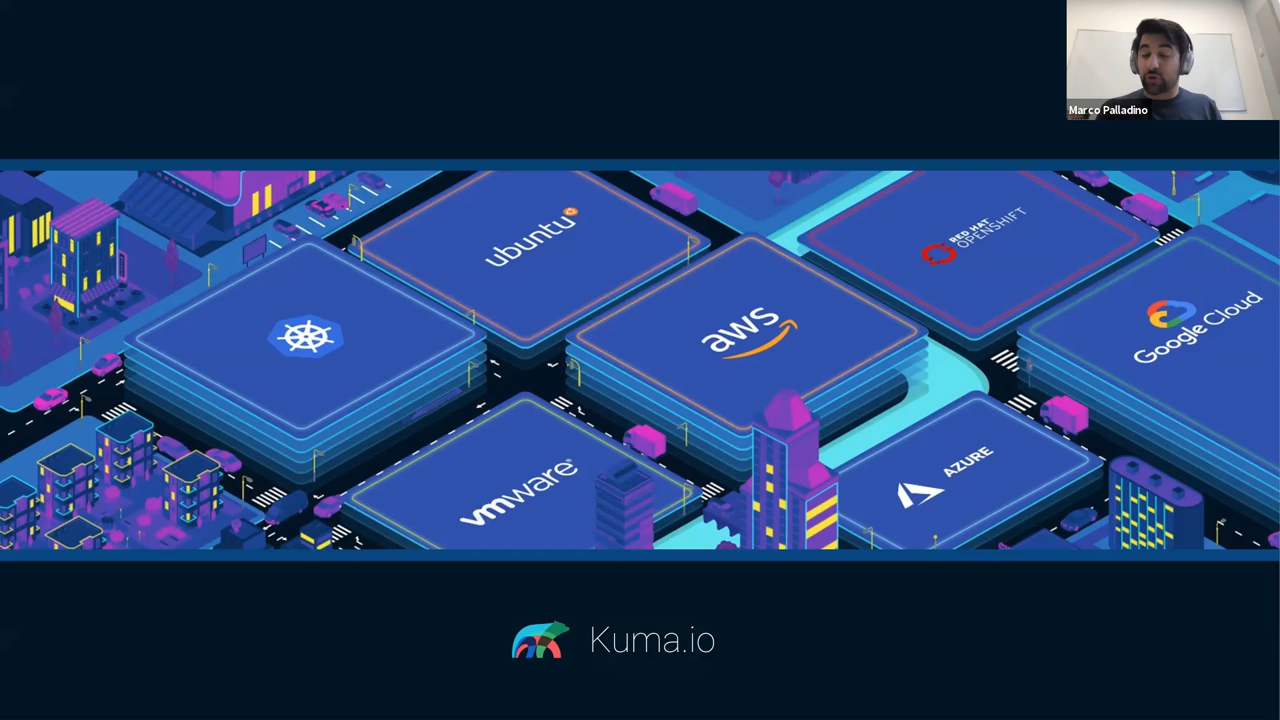 Marco Palladino
ubuntu
RED HAT
OPENSHIFT
aws
Google Cloud
vmware®
AZURE
Kuma.io